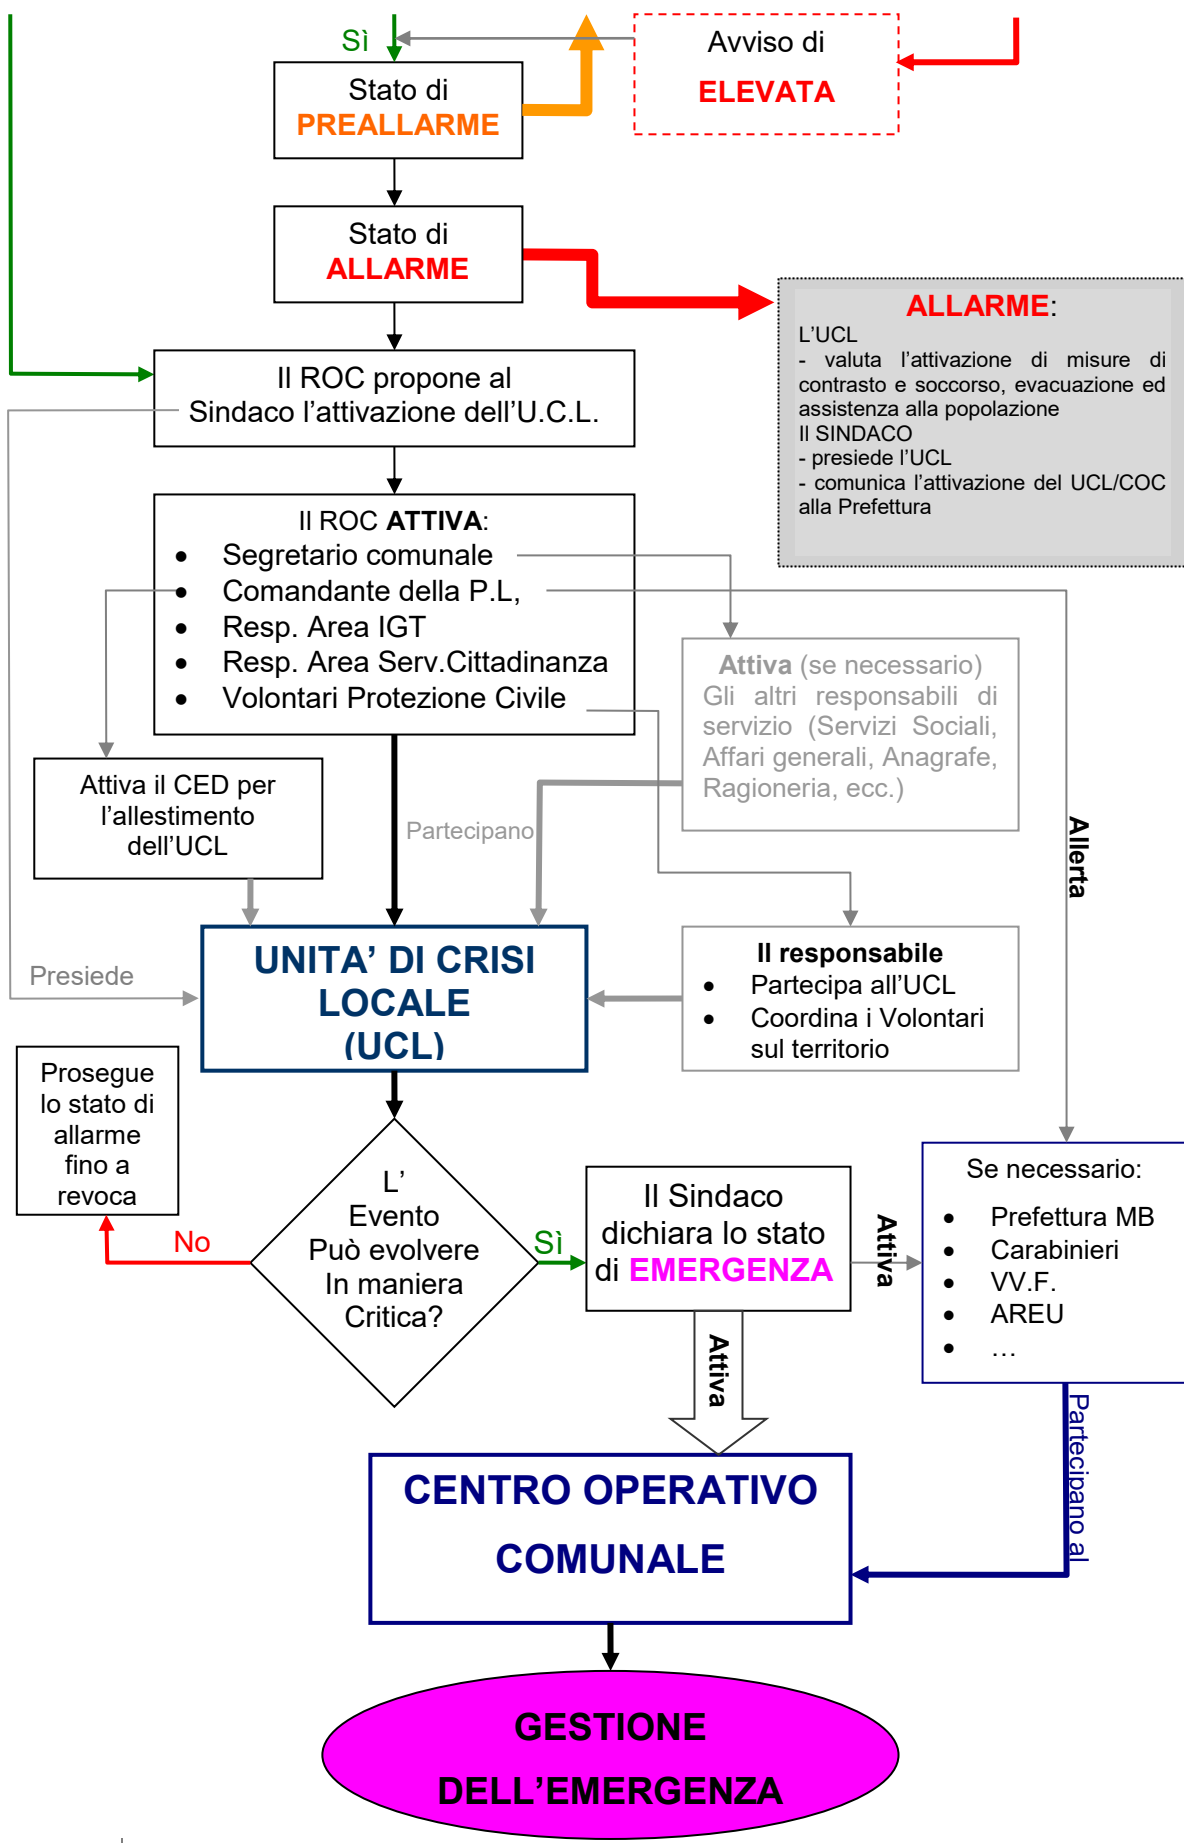 Sì
Avviso di
ELEVATA
Stato di
PREALLARME
Stato di
ALLARME
ALLARME:
L'UCL
- valuta l'attivazione di misure di
contrasto e soccorso, evacuazione ed
assistenza alla popolazione
Il SINDACO
- presiede l'UCL
- comunica l'attivazione del UCL/COC
alla Prefettura
Il ROC propone al
Sindaco l'attivazione dell'U.C.L.
Il ROC ATTIVA:
• Segretario comunale
• Comandante della P.L,
• Resp. Area IGT
• Resp. Area Serv.Cittadinanza
• Volontari Protezione Civile
Attiva (se necessario)
Gli altri responsabili di
servizio (Servizi Sociali,
Affari generali, Anagrafe,
Ragioneria, ecc.)
Attiva il CED per
l'allestimento
dell'UCL
Partecipano
Allerta
UNITA' DI CRISI
LOCALE
(UCL)
Presiede
Il responsabile
• Partecipa all'UCL
• Coordina i Volontari
sul territorio
Prosegue
lo stato di
allarme
fino a
revoca
No
L'
Evento
Può evolvere
In maniera
Critica?
Sì
Il Sindaco
dichiara lo stato
di EMERGENZA
Attiva
Se necessario:
• Prefettura MB
• Carabinieri
• VV.F.
• AREU
• …
Attiva
Partecipano al
CENTRO OPERATIVO
COMUNALE
GESTIONE
DELL'EMERGENZA